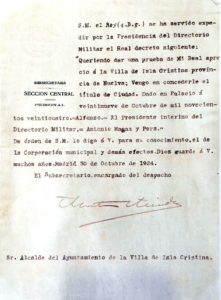 S.M. el Rey(q.D.g) se ha servido expe-
dir por la Presidencia del Directorio
Militar el Real decreto siguiente:
"Queriendo dar una prueba de Mi Real apre-
cio á la Villa de Isla Cristina provin-
cia de Huelva; Vengo en concederle el
título de Ciudad. Dado en Palacio á
veintinueve de Octubre de mil novecien-
tos veinticuatro.-Alfonso.- El Presidente interino del
Directorio Militar.- Antonio Magaz y Pers.-
De orden de S.M. lo digo á V. para su conocimiento, el de
la Corporación municipal y demás efectos.Dios guarde á V.
muchos años.Madrid 30 de Octubre de 1924.
El Subsecretario encargado del despacho
SUBSECRETARIA
SECCIÓN CENTRAL
PERSONAL
Sr. Alcalde del Ayuntamiento de la Villa de Isla Cristina.